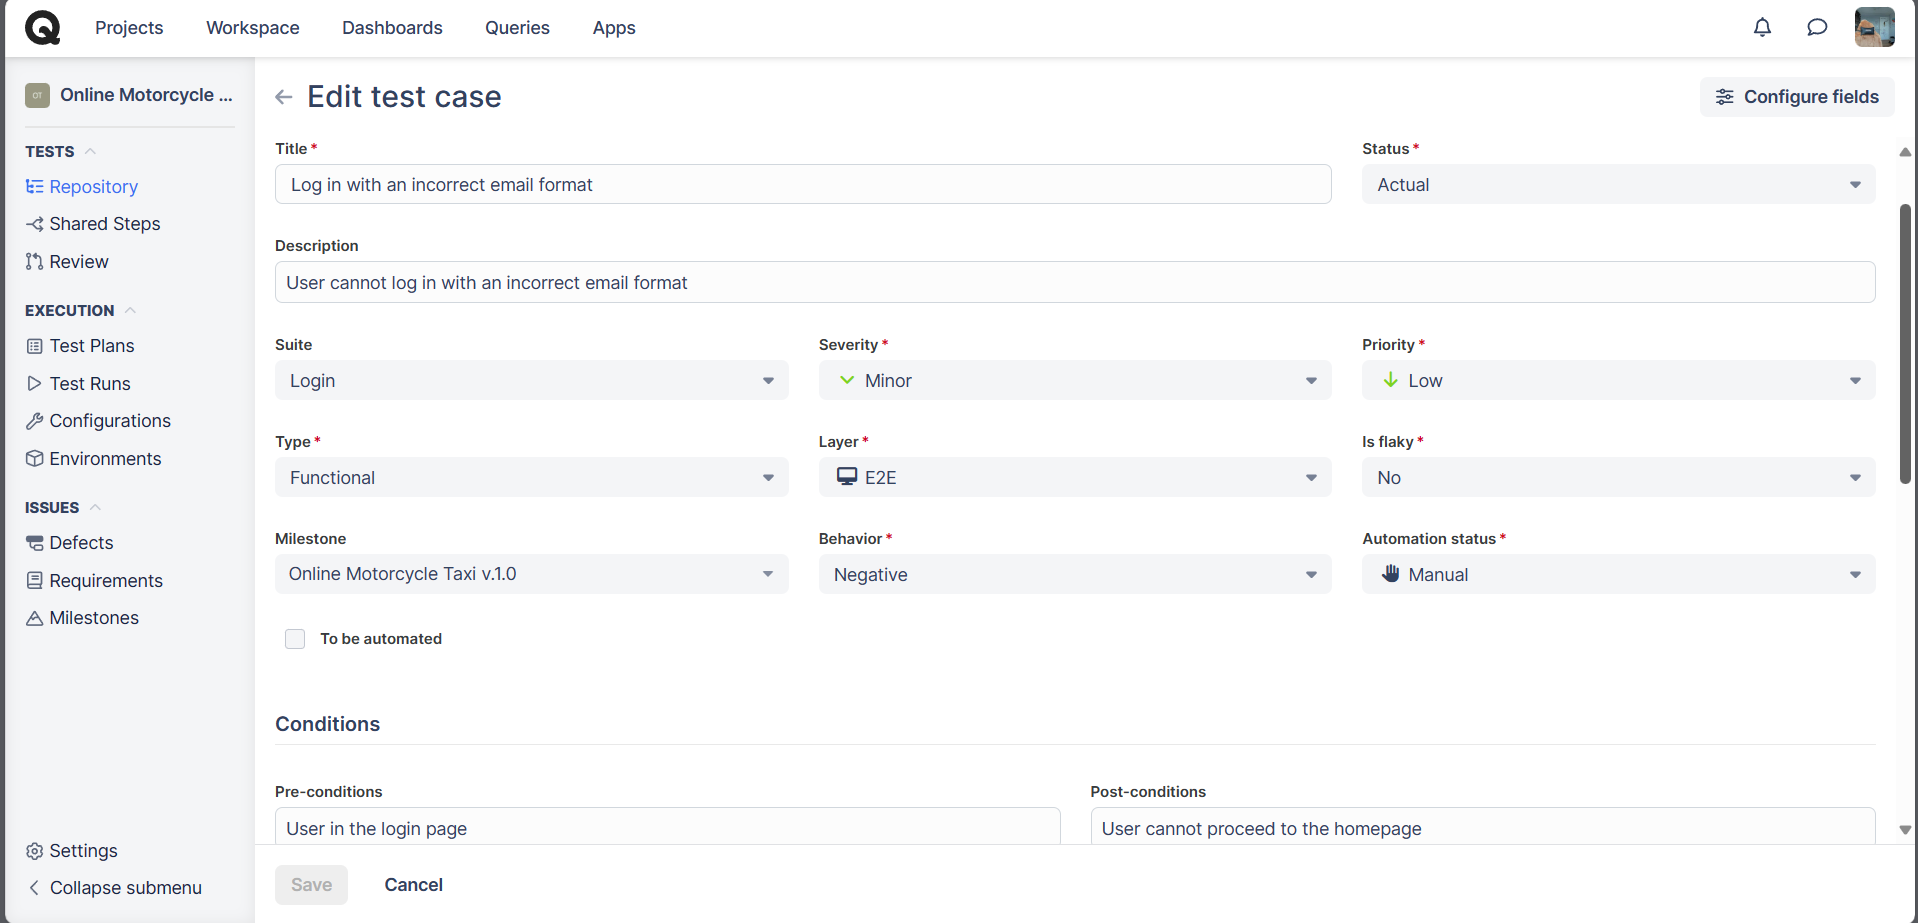 Projects Workspace Dashboards Queries Apps
OT Online Motorcycle ...
TESTS
Repository
Shared Steps
Review
EXECUTION
Test Plans
Test Runs
Configurations
Environments
ISSUES
Defects
Requirements
Milestones
Settings
Collapse submenu
Edit test case
Configure fields
Title *
Log in with an incorrect email format
Status *
Actual
Description
User cannot log in with an incorrect email format
Suite
Login
Severity *
Minor
Priority *
Low
Type *
Functional
Layer *
E2E
Is flaky *
No
Milestone
Online Motorcycle Taxi v.1.0
Behavior *
Negative
Automation status *
Manual
To be automated
Conditions
Pre-conditions
User in the login page
Post-conditions
User cannot proceed to the homepage
Save Cancel